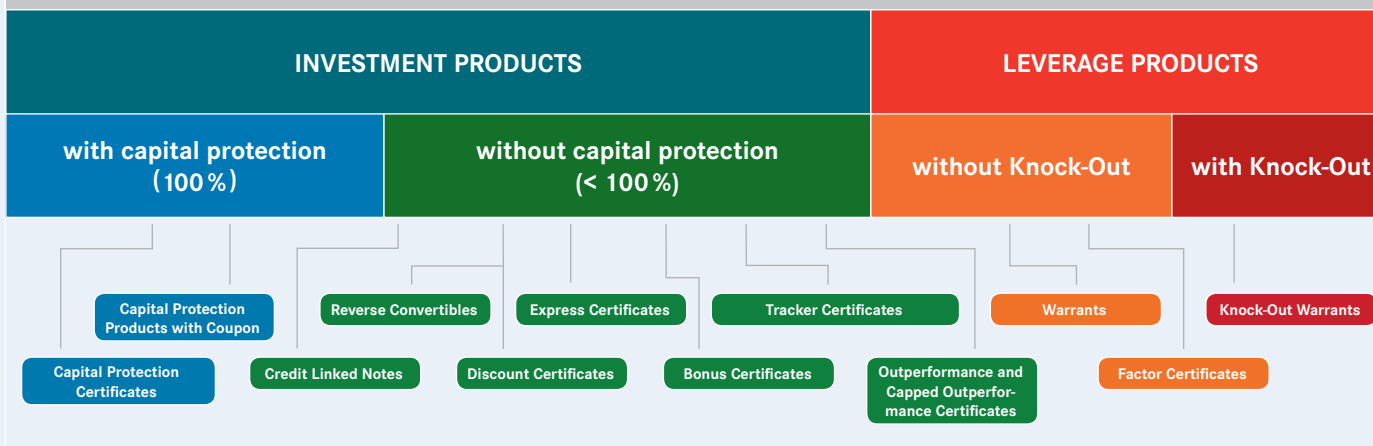 INVESTMENT PRODUCTS
LEVERAGE PRODUCTS
with capital protection
(100 %)
without capital protection
(< 100 %)
without Knock-Out
with Knock-Out
Capital Protection
Products with Coupon
Reverse Convertibles
Express Certificates
Tracker Certificates
Warrants
Knock-Out Warrants
Capital Protection
Certificates
Credit Linked Notes
Discount Certificates
Bonus Certificates
Outperformance and
Capped Outperfor-
mance Certificates
Factor Certificates